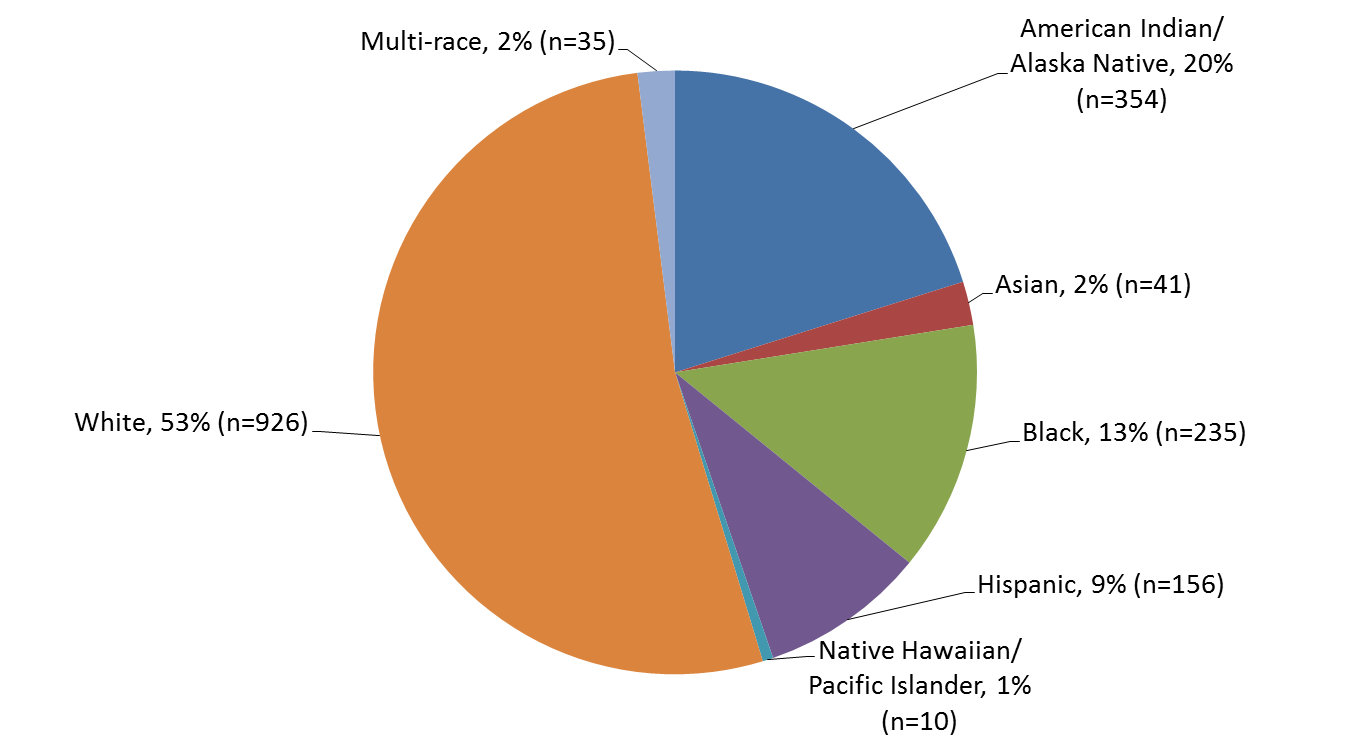 American Indian/
Alaska Native, 20%
(n=354)
Multi-race, 2% (n=35)
Asian, 2% (n=41)
White, 53% (n=926)
Black, 13% (n=235)
Hispanic, 9% (n=156)
Native Hawaiian/
Pacific Islander, 1%
(n=10)